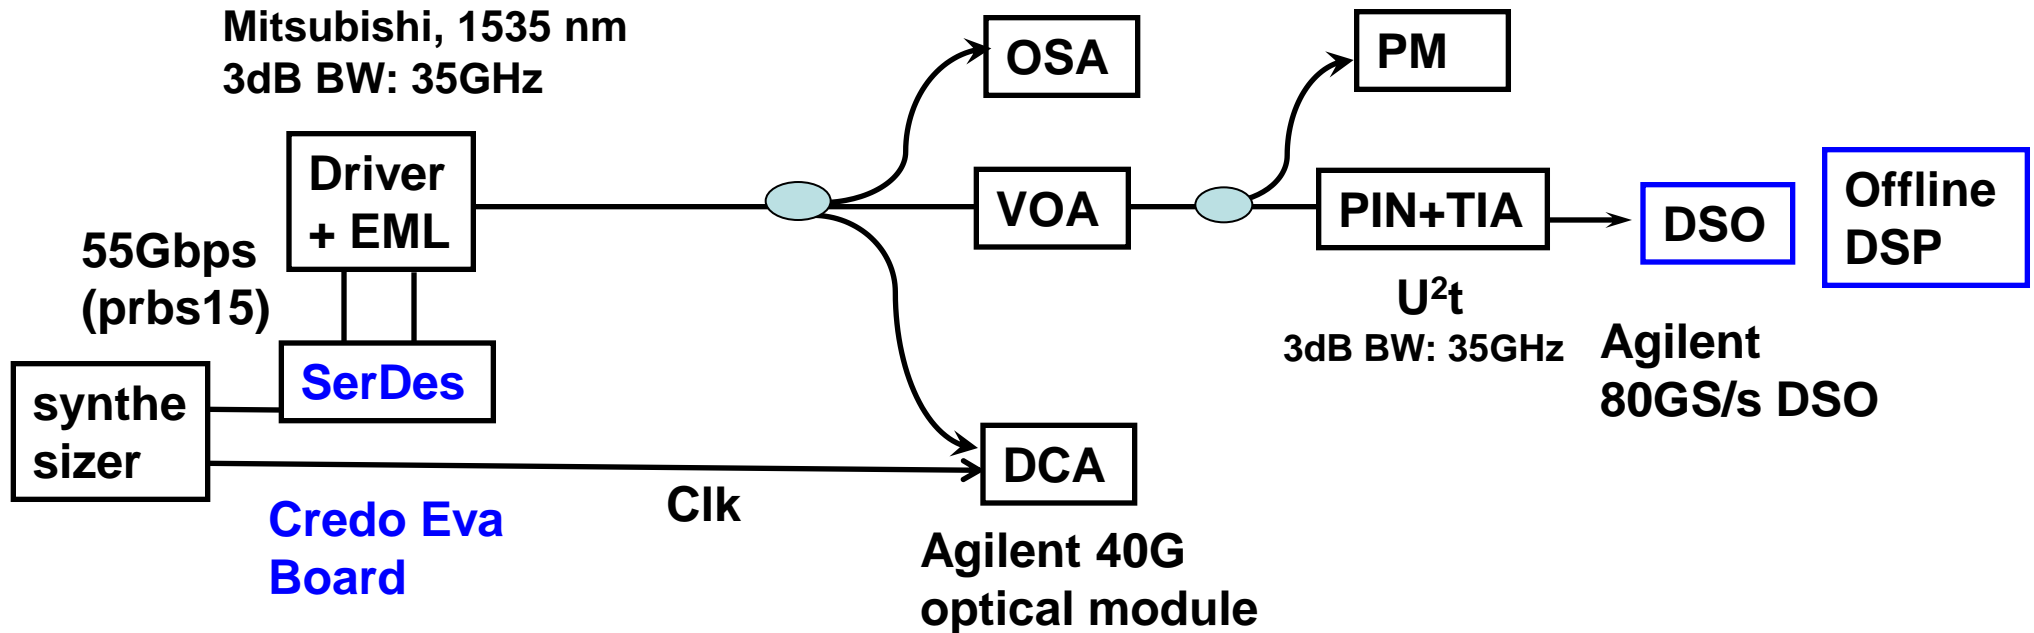 Mitsubishi, 1535 nm
3dB BW: 35GHz
OSA
PM
Driver
+ EML
VOA
PIN+TIA
DSO
Offline
DSP
55Gbps
(prbs15)
U²t
3dB BW: 35GHz
Agilent
80GS/s DSO
SerDes
synthe
sizer
Clk
DCA
Credo Eva
Board
Agilent 40G
optical module